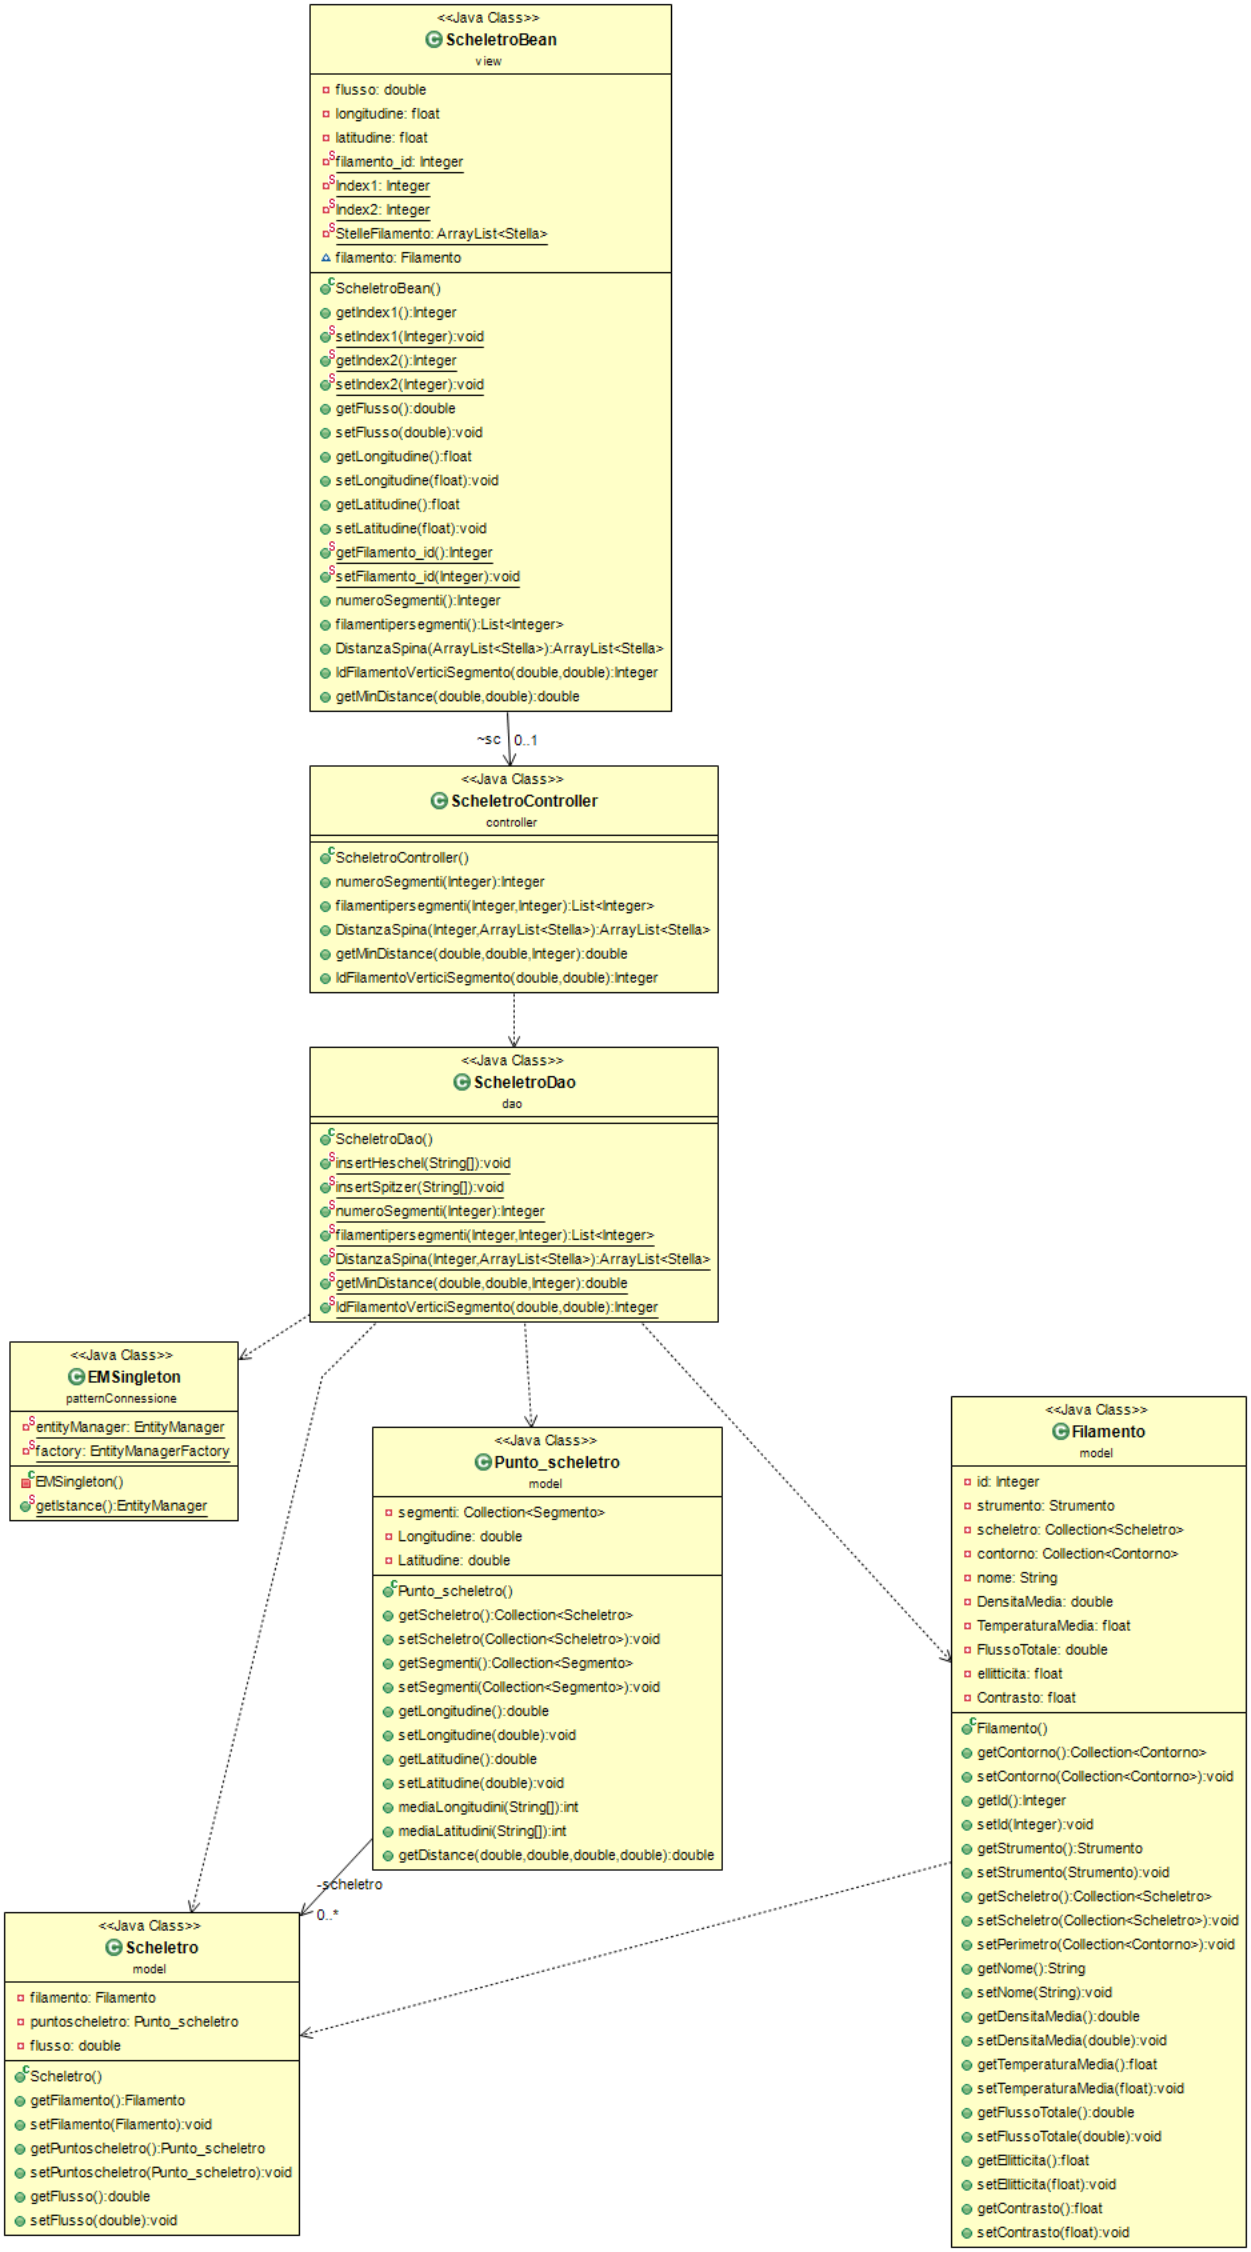 <<Java Class>>
ScheletroBean
view
flusso: double
longitudine: float
latitudine: float
filamento_id: Integer
Index1: Integer
Index2: Integer
StelleFilamento: ArrayList<Stella>
filamento: Filamento
ScheletroBean()
getIndex1():Integer
setIndex1(Integer):void
getIndex2():Integer
setIndex2(Integer):void
getFlusso():double
setFlusso(double):void
getLongitudine():float
setLongitudine(float):void
getLatitudine():float
setLatitudine(float):void
getFilamento_id():Integer
setFilamento_id(Integer):void
numeroSegmenti():Integer
filamentipersegmenti():List<Integer>
DistanzaSpina(ArrayList<Stella>):ArrayList<Stella>
IdFilamentoVerticiSegmento(double,double):Integer
getMinDistance(double,double):double
~sc 0..1
<<Java Class>>
ScheletroController
controller
ScheletroController()
numeroSegmenti(Integer):Integer
filamentipersegmenti(Integer,Integer):List<Integer>
DistanzaSpina(Integer,ArrayList<Stella>):ArrayList<Stella>
getMinDistance(double,double,Integer):double
IdFilamentoVerticiSegmento(double,double):Integer
<<Java Class>>
ScheletroDao
dao
ScheletroDao()
insertHeschel(String[]):void
insertSpitzer(String[]):void
numeroSegmenti(Integer):Integer
filamentipersegmenti(Integer,Integer):List<Integer>
DistanzaSpina(Integer,ArrayList<Stella>):ArrayList<Stella>
getMinDistance(double,double,Integer):double
IdFilamentoVerticiSegmento(double,double):Integer
<<Java Class>>
EMSingleton
patternConnessione
entityManager: EntityManager
factory: EntityManagerFactory
EMSingleton()
getIstance():EntityManager
<<Java Class>>
Punto_scheletro
model
segmenti: Collection<Segmento>
Longitudine: double
Latitudine: double
Punto_scheletro()
getScheletro():Collection<Scheletro>
setScheletro(Collection<Scheletro>):void
getSegmenti():Collection<Segmento>
setSegmenti(Collection<Segmento>):void
getLongitudine():double
setLongitudine(double):void
getLatitudine():double
setLatitudine(double):void
mediaLongitudini(String[]):int
mediaLatitudini(String[]):int
getDistance(double,double,double,double):double
<<Java Class>>
Filamento
model
id: Integer
strumento: Strumento
scheletro: Collection<Scheletro>
contorno: Collection<Contorno>
nome: String
DensitaMedia: double
TemperaturaMedia: float
FlussoTotale: double
ellitticita: float
Contrasto: float
Filamento()
getContorno():Collection<Contorno>
setContorno(Collection<Contorno>):void
getId():Integer
setId(Integer):void
getStrumento():Strumento
setStrumento(Strumento):void
getScheletro():Collection<Scheletro>
setScheletro(Collection<Scheletro>):void
setPerimetro(Collection<Contorno>):void
getNome():String
setNome(String):void
getDensitaMedia():double
setDensitaMedia(double):void
getTemperaturaMedia():float
setTemperaturaMedia(float):void
getFlussoTotale():double
setFlussoTotale(double):void
getEllitticita():float
setEllitticita(float):void
getContrasto():float
setContrasto(float):void
-scheletro
0..*
<<Java Class>>
Scheletro
model
filamento: Filamento
puntoscheletro: Punto_scheletro
flusso: double
Scheletro()
getFilamento():Filamento
setFilamento(Filamento):void
getPuntoscheletro():Punto_scheletro
setPuntoscheletro(Punto_scheletro):void
getFlusso():double
setFlusso(double):void